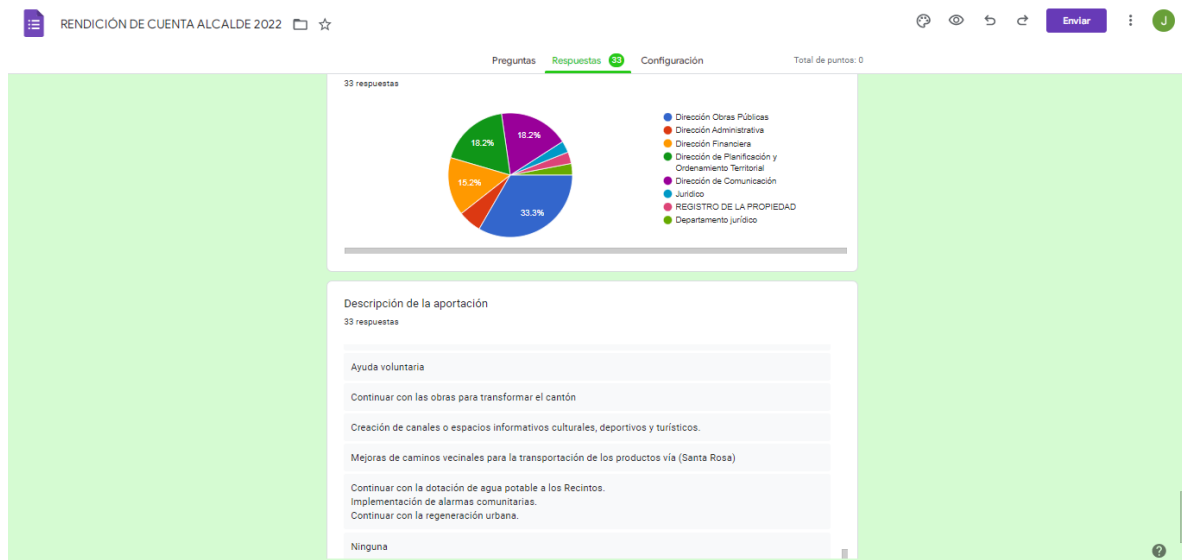 RENDICIÓN DE CUENTA ALCALDE 2022
Enviar
J
Preguntas
Respuestas 33
Configuración
Total de puntos: 0
33 respuestas
18.2%
18.2%
15.2%
33.3%
Dirección Obras Públicas
Dirección Administrativa
Dirección Financiera
Dirección de Planificación y
Ordenamiento Territorial
Dirección de Comunicación
Juridico
REGISTRO DE LA PROPIEDAD
Departamento jurídico
Descripción de la aportación
33 respuestas
Ayuda voluntaria
Continuar con las obras para transformar el cantón
Creación de canales o espacios informativos culturales, deportivos y turísticos.
Mejoras de caminos vecinales para la transportación de los productos vía (Santa Rosa)
Continuar con la dotación de agua potable a los Recintos.
Implementación de alarmas comunitarias.
Continuar con la regeneración urbana.
Ninguna